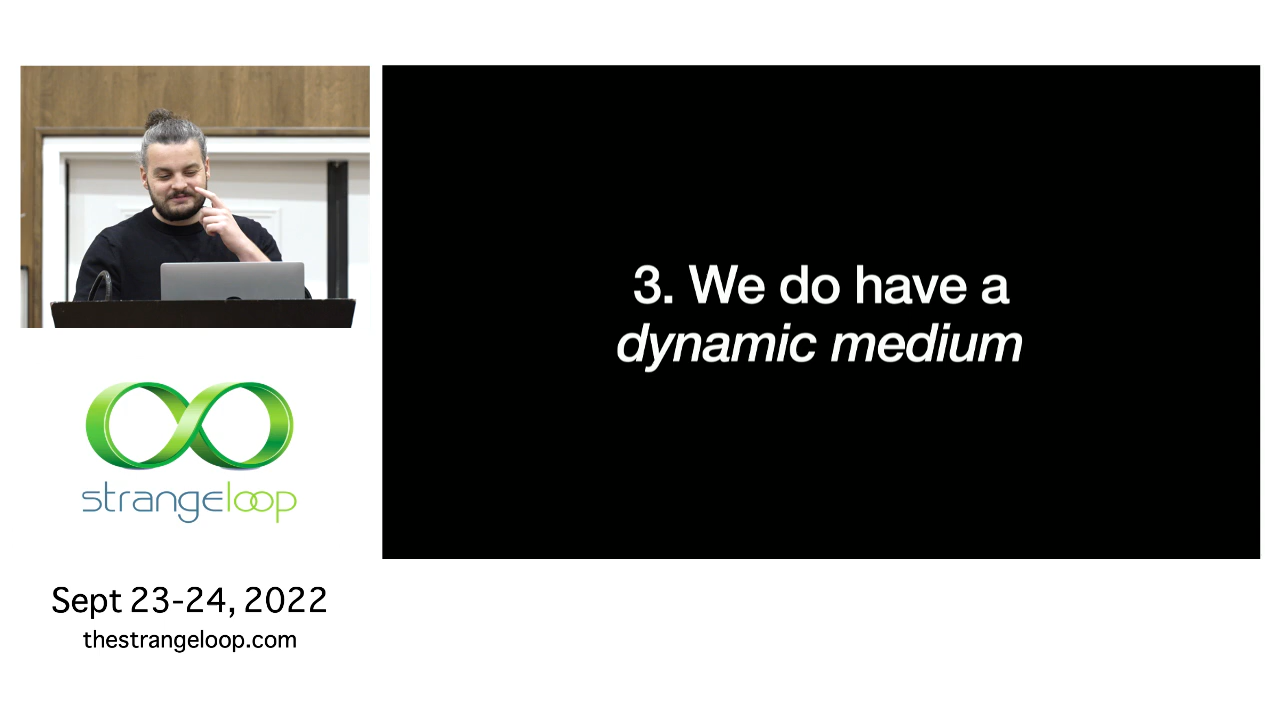 3. We do have a
dynamic medium
strangeloop
Sept 23-24, 2022
thestrangeloop.com